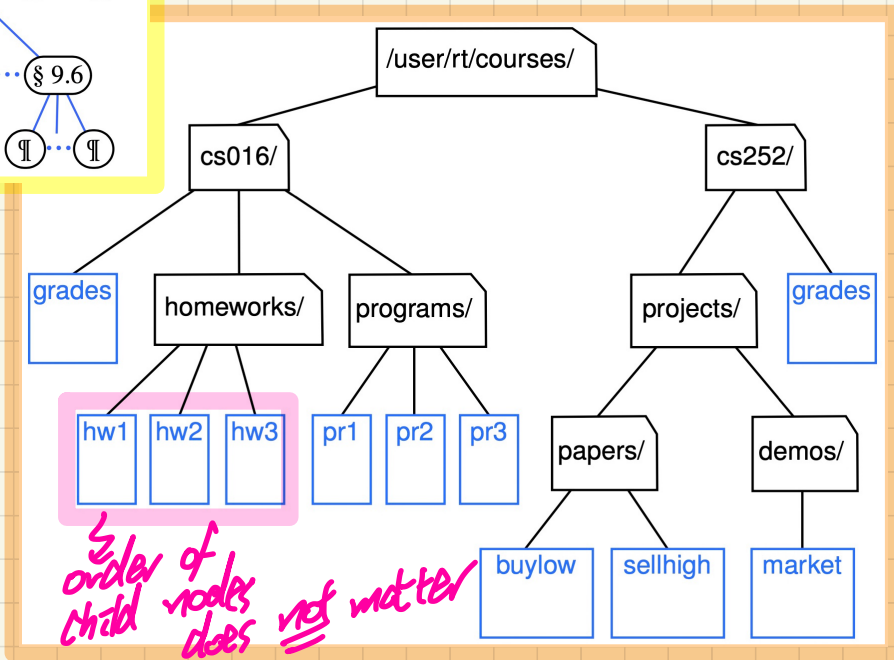 § 9.6
¶ ... ¶
/user/rt/courses/
cs016/ cs252/
grades homeworks/ programs/ projects/ grades
hw1 hw2 hw3 pr1 pr2 pr3 papers/ demos/
buylow sellhigh market
order of
child nodes
does not matter